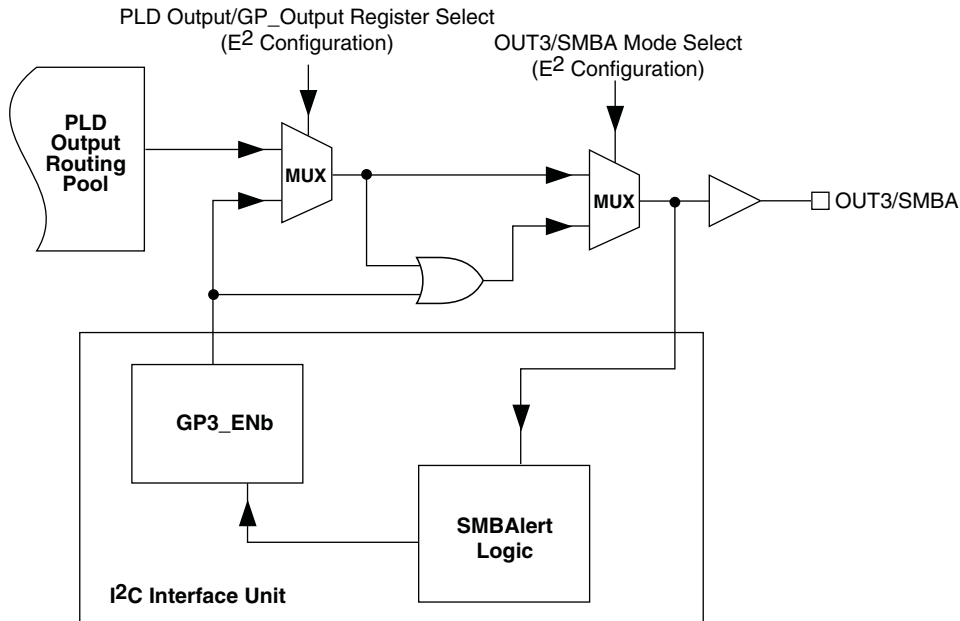 PLD Output/GP_Output Register Select
(E2 Configuration)
OUT3/SMBA Mode Select
(E2 Configuration)
PLD
Output
Routing
Pool
MUX
MUX
OUT3/SMBA
GP3_ENb
SMBAlert
Logic
I2C Interface Unit